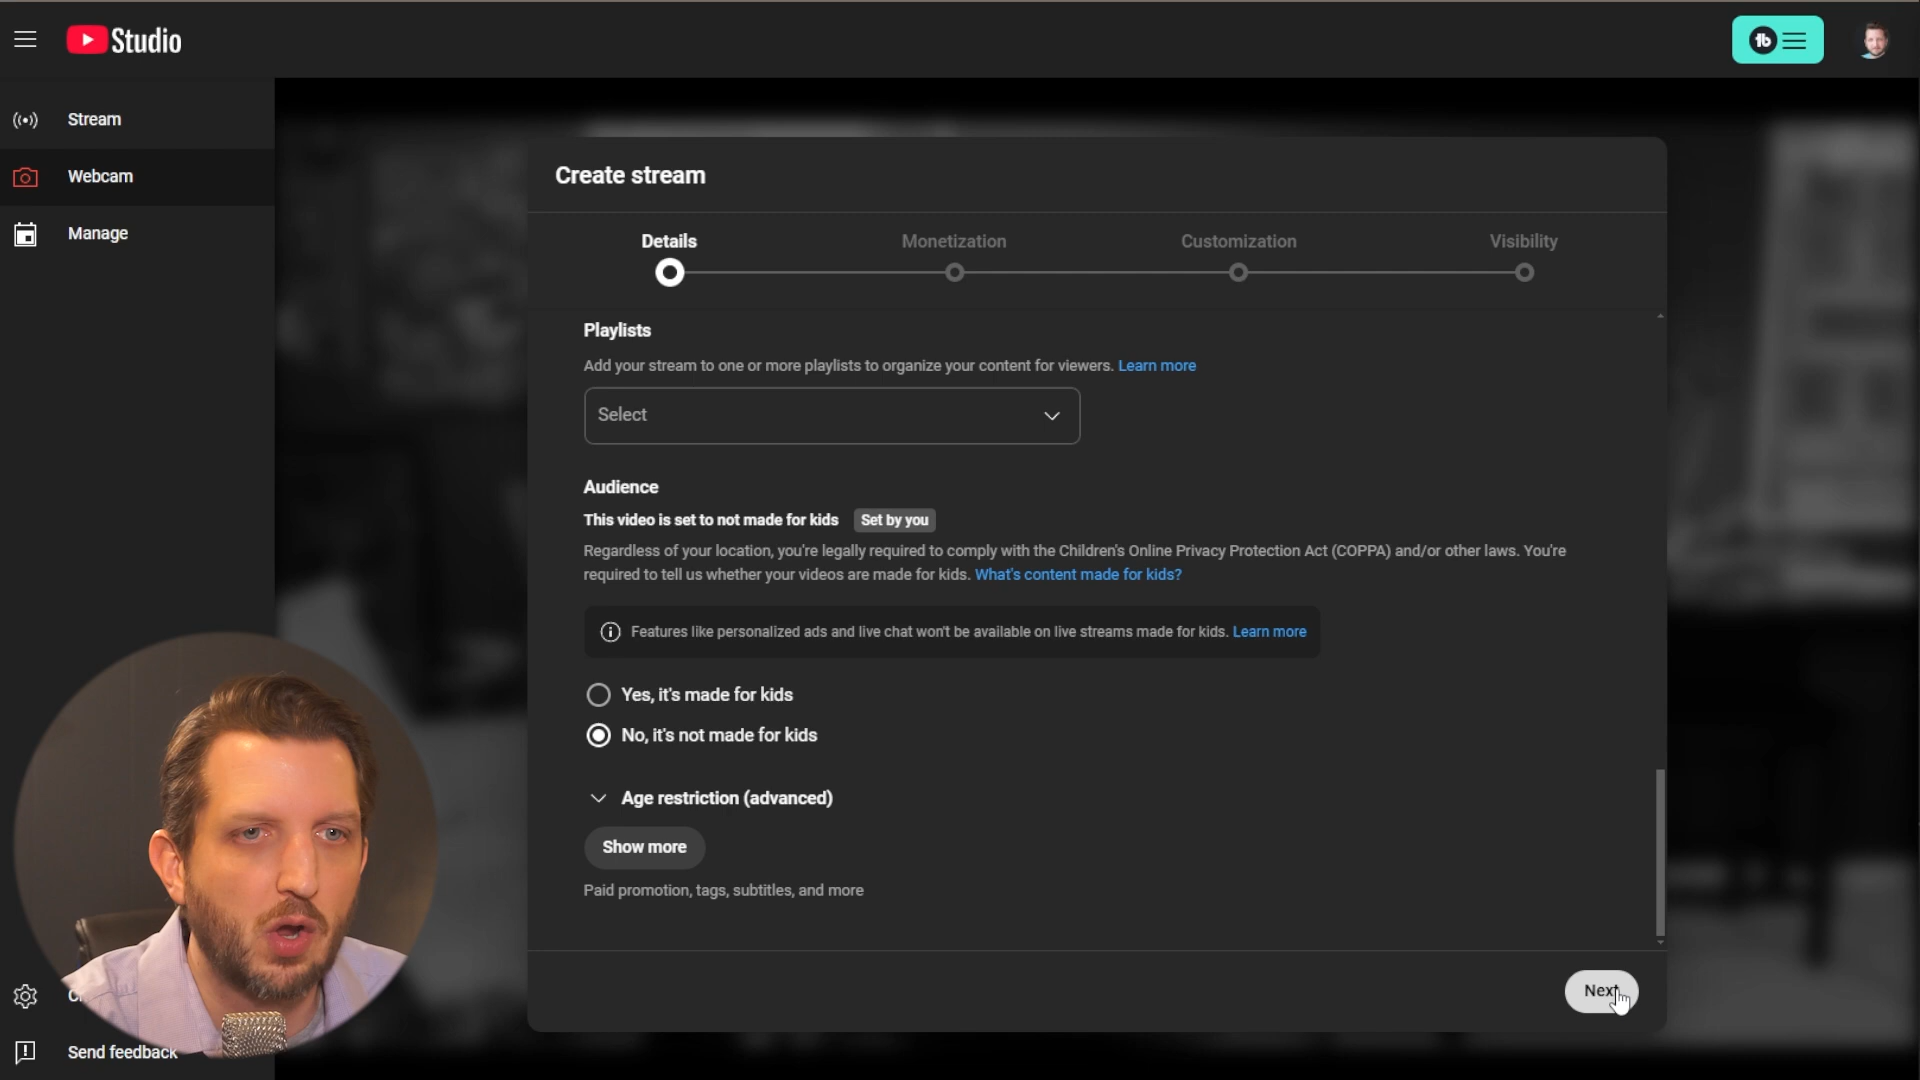 Studio
tb
Stream
Webcam
Manage
Create stream
Details
Monetization
Customization
Visibility
Playlists
Add your stream to one or more playlists to organize your content for viewers. Learn more
Select
Audience
This video is set to not made for kids Set by you
Regardless of your location, you're legally required to comply with the Children's Online Privacy Protection Act (COPPA) and/or other laws. You're
required to tell us whether your videos are made for kids. What's content made for kids?
Features like personalized ads and live chat won't be available on live streams made for kids. Learn more
Yes, it's made for kids
No, it's not made for kids
Age restriction (advanced)
Show more
Paid promotion, tags, subtitles, and more
Next
Send feedback